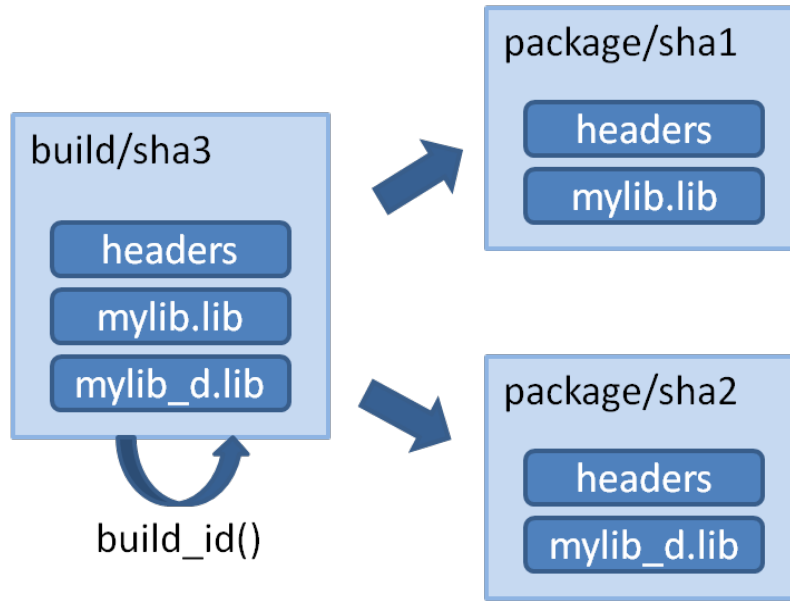 build/sha3
headers
mylib.lib
mylib_d.lib
build_id()
package/sha1
headers
mylib.lib
package/sha2
headers
mylib_d.lib